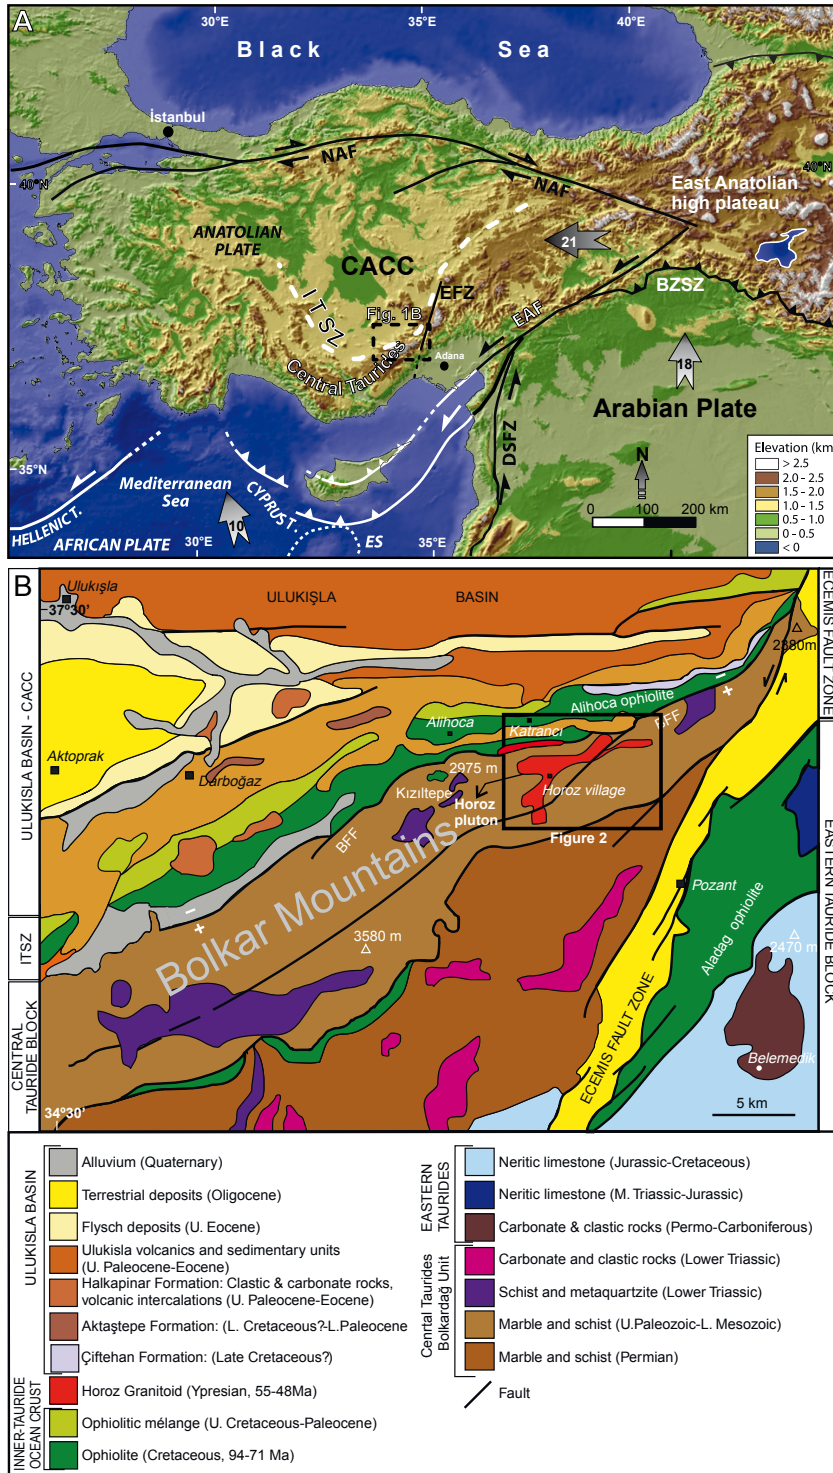 A
30°E
35°E
40°E
Black Sea
İstanbul
NAF
40°N
NAF
40°N
East Anatolian
high plateau
ANATOLIAN
PLATE
21
CACC
ITSZ
EFZ
BZSZ
Fig. 1B
EAF
Central Taurides
Adana
18
Arabian Plate
DSFZ
35°N
Mediterranean
Sea
N
Elevation (km)
> 2.5
2.0 - 2.5
1.5 - 2.0
1.0 - 1.5
0.5 - 1.0
0 - 0.5
< 0
0 100 200 km
HELLENIC T.
CYPRUS T.
10
AFRICAN PLATE
30°E
ES
35°E
B
Ulukışla
37°30'
ULUKIŞLA BASIN
ECEMIS FAULT ZONE
2380m
Alihoca ophiolite
–
+
BFF
Alihoca
Katrancı
Aktoprak
Darboğaz
2975 m
Kızıltepe
Horoz
pluton
Horoz village
Figure 2
BFF
ULUKISLA BASIN - CACC
Bolkar Mountains
–
+
Pozant
Aladag ophiolite
EASTERN TAURIDE BLOCK
ITSZ
3580 m
2470 m
ECEMIS FAULT ZONE
CENTRAL
TAURIDE BLOCK
Belemedik
34°30'
5 km
ULUKISLA BASIN
Alluvium (Quaternary)
Terrestrial deposits (Oligocene)
Flysch deposits (U. Eocene)
Ulukisla volcanics and sedimentary units
(U. Paleocene-Eocene)
Halkapinar Formation: Clastic & carbonate rocks,
volcanic intercalations (U. Paleocene-Eocene)
Aktaştepe Formation: (L. Cretaceous?-L.Paleocene
Çiftehan Formation: (Late Cretaceous?)
Horoz Granitoid (Ypresian, 55-48Ma)
INNER-TAURIDE
OCEAN CRUST
Ophiolitic mélange (U. Cretaceous-Paleocene)
Ophiolite (Cretaceous, 94-71 Ma)
EASTERN
TAURIDES
Neritic limestone (Jurassic-Cretaceous)
Neritic limestone (M. Triassic-Jurassic)
Carbonate & clastic rocks (Permo-Carboniferous)
Cenrtal Taurides
Bolkardağ Unit
Carbonate and clastic rocks (Lower Triassic)
Schist and metaquartzite (Lower Triassic)
Marble and schist (U.Paleozoic-L. Mesozoic)
Marble and schist (Permian)
Fault